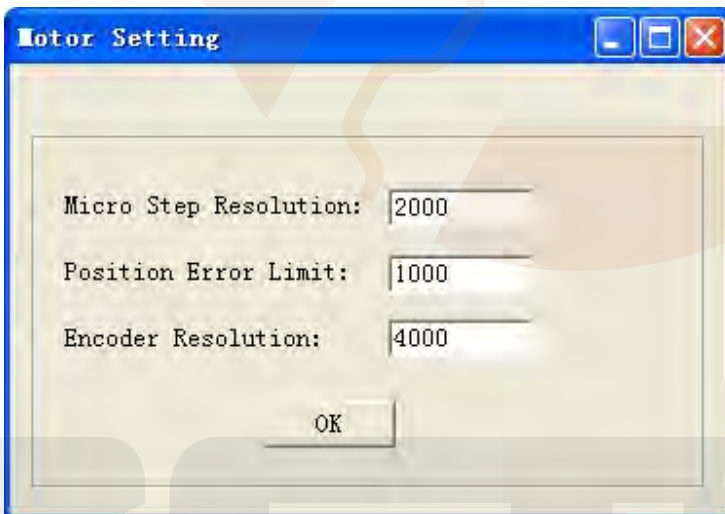 Motor Setting
Micro Step Resolution: 2000
Position Error Limit: 1000
Encoder Resolution: 4000
OK